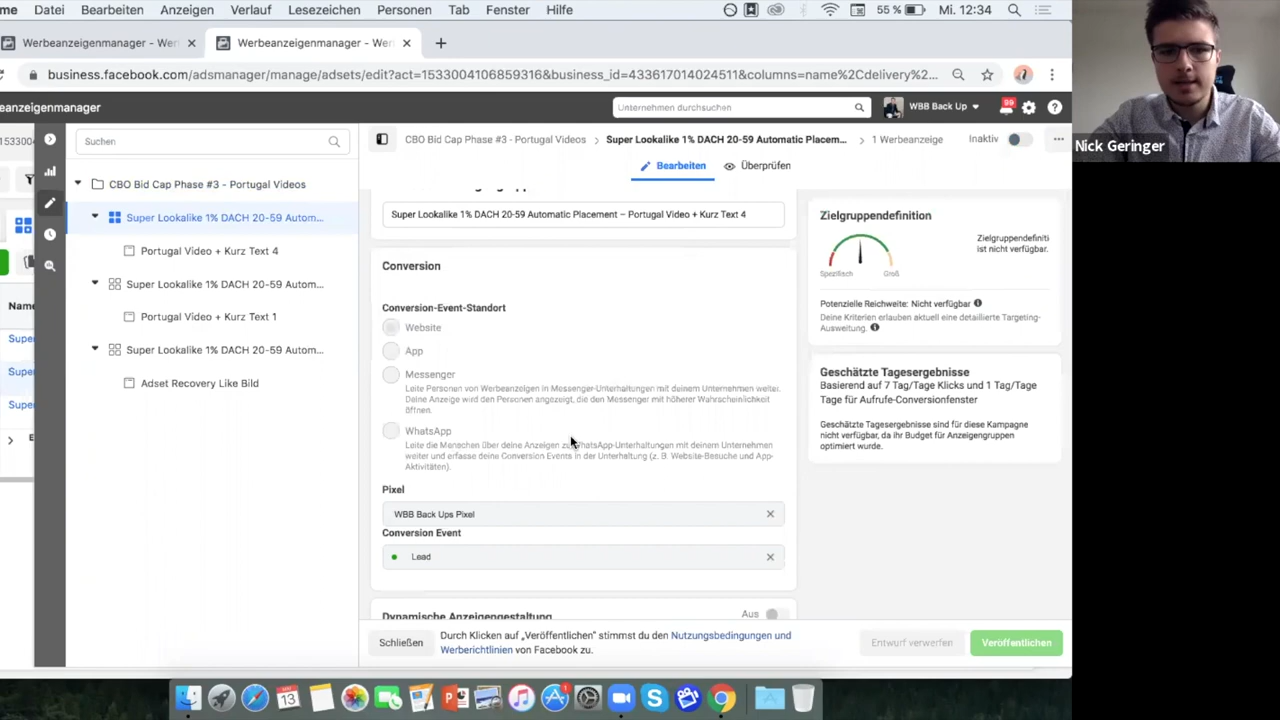 me Datei Bearbeiten Anzeigen Verlauf Lesezeichen Personen Tab Fenster Hilfe 55 % Mi. 12:34
Werbeanzeigenmanager - Wer
Werbeanzeigenmanager - Wer
business.facebook.com/adsmanager/manage/adsets/edit?act=1533004106859316&business_id=433617014024511&columns=name%2Cdelivery%2...
eanzeigenmanager
Unternehmen durchsuchen
WBB Back Up
99
Nick Geringer
15330
Suchen
CBO Bid Cap Phase #3 - Portugal Videos
Super Lookalike 1% DACH 20-59 Autom...
Portugal Video + Kurz Text 4
Super Lookalike 1% DACH 20-59 Autom...
Portugal Video + Kurz Text 1
Super Lookalike 1% DACH 20-59 Autom...
Adset Recovery Like Bild
Name
Super
Super
Super
E
CBO Bid Cap Phase #3 - Portugal Videos > Super Lookalike 1% DACH 20-59 Automatic Placem... > 1 Werbeanzeige
Inaktiv
Bearbeiten
Überprüfen
Super Lookalike 1% DACH 20-59 Automatic Placement – Portugal Video + Kurz Text 4
Conversion
Conversion-Event-Standort
Website
App
Messenger
Leite Personen von Werbeanzeigen in Messenger-Unterhaltungen mit deinem Unternehmen weiter.
Deine Anzeige wird den Personen angezeigt, die den Messenger mit höherer Wahrscheinlichkeit
öffnen.
WhatsApp
Leite die Menschen über deine Anzeigen zu WhatsApp-Unterhaltungen mit deinem Unternehmen
weiter und erfasse deine Conversion Events in der Unterhaltung (z. B. Website-Besuche und App-
Aktivitäten).
Pixel
WBB Back Ups Pixel
Conversion Event
Lead
Dynamische Anzeigengestaltung
Aus
Zielgruppendefinition
Spezifisch
Groß
Zielgruppendefiniti
ist nicht verfügbar.
Potenzielle Reichweite: Nicht verfügbar
Deine Kriterien erlauben aktuell eine detaillierte Targeting-
Ausweitung.
Geschätzte Tagesergebnisse
Basierend auf 7 Tag/Tage Klicks und 1 Tag/Tage
Tage für Aufrufe-Conversionfenster
Geschätzte Tagesergebnisse sind für diese Kampagne
nicht verfügbar, da ihr Budget für Anzeigengruppen
optimiert wurde.
Schließen
Durch Klicken auf „Veröffentlichen" stimmst du den Nutzungsbedingungen und
Werberichtlinien von Facebook zu.
Entwurf verwerfen
Veröffentlichen
13
1